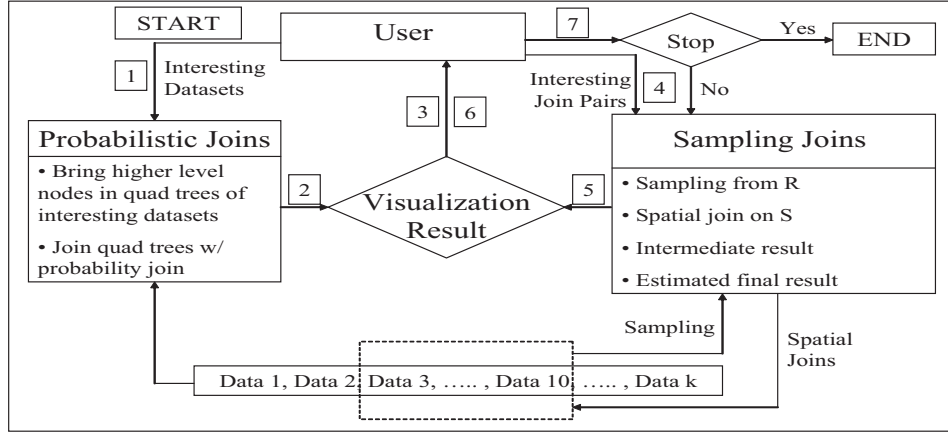 START
User
7
Stop
Yes
END
1
Interesting
Datasets
3
6
Interesting
Join Pairs
4
No
Probabilistic Joins
• Bring higher level
nodes in quad trees of
interesting datasets
• Join quad trees w/
probability join
2
Visualization
Result
5
Sampling Joins
• Sampling from R
• Spatial join on S
• Intermediate result
• Estimated final result
Sampling
Spatial
Joins
Data 1, Data 2, Data 3, ….. , Data 10, ….. , Data k